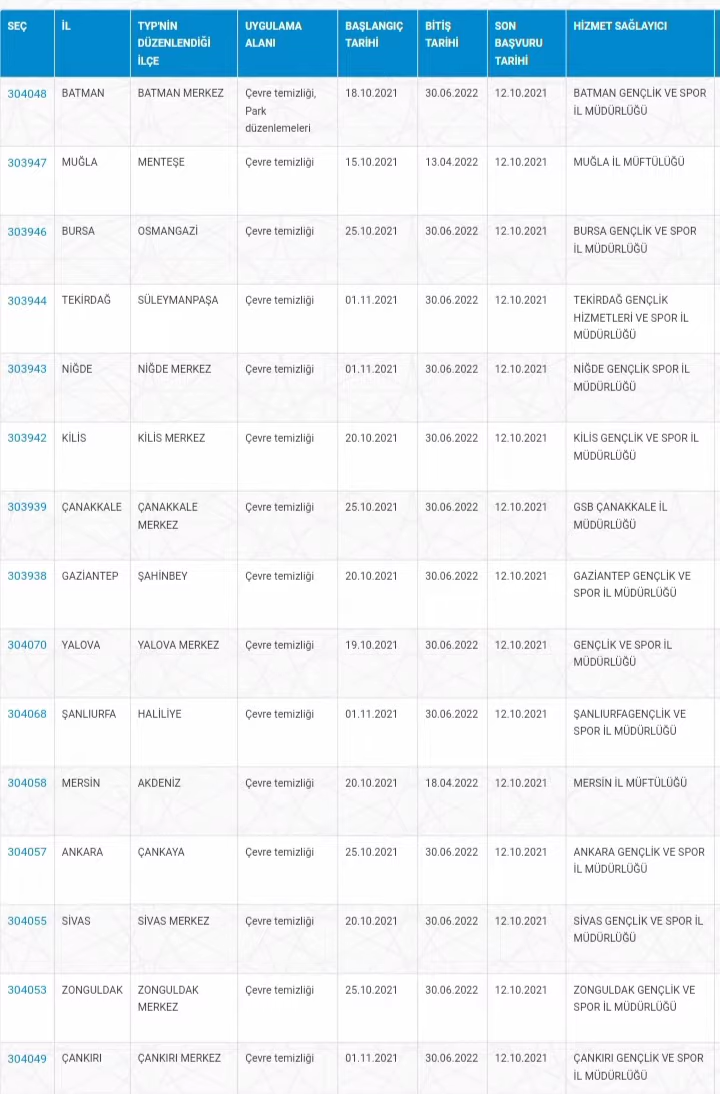 SEÇ İL TYP'NİN DÜZENLENDİĞİ İLÇE UYGULAMA ALANI BAŞLANGIÇ TARİHİ BİTİŞ TARİHİ SON BAŞVURU TARİHİ HİZMET SAĞLAYICI
304048 BATMAN BATMAN MERKEZ Çevre temizliği, Park düzenlemeleri 18.10.2021 30.06.2022 12.10.2021 BATMAN GENÇLİK VE SPOR İL MÜDÜRLÜĞÜ
303947 MUĞLA MENTEŞE Çevre temizliği 15.10.2021 13.04.2022 12.10.2021 MUĞLA İL MÜFTÜLÜĞÜ
303946 BURSA OSMANGAZİ Çevre temizliği 25.10.2021 30.06.2022 12.10.2021 BURSA GENÇLİK VE SPOR İL MÜDÜRLÜĞÜ
303944 TEKİRDAĞ SÜLEYMANPAŞA Çevre temizliği 01.11.2021 30.06.2022 12.10.2021 TEKİRDAĞ GENÇLİK HİZMETLERİ VE SPOR İL MÜDÜRLÜĞÜ
303943 NİĞDE NİĞDE MERKEZ Çevre temizliği 01.11.2021 30.06.2022 12.10.2021 NİĞDE GENÇLİK SPOR İL MÜDÜRLÜĞÜ
303942 KİLİS KİLİS MERKEZ Çevre temizliği 20.10.2021 30.06.2022 12.10.2021 KİLİS GENÇLİK VE SPOR İL MÜDÜRLÜĞÜ
303939 ÇANAKKALE ÇANAKKALE MERKEZ Çevre temizliği 25.10.2021 30.06.2022 12.10.2021 GSB ÇANAKKALE İL MÜDÜRLÜĞÜ
303938 GAZİANTEP ŞAHİNBEY Çevre temizliği 20.10.2021 30.06.2022 12.10.2021 GAZİANTEP GENÇLİK VE SPOR İL MÜDÜRLÜĞÜ
304070 YALOVA YALOVA MERKEZ Çevre temizliği 19.10.2021 30.06.2022 12.10.2021 GENÇLİK VE SPOR İL MÜDÜRLÜĞÜ
304068 ŞANLIURFA HALİLİYE Çevre temizliği 01.11.2021 30.06.2022 12.10.2021 ŞANLIURFAGENÇLİK VE SPOR İL MÜDÜRLÜĞÜ
304058 MERSİN AKDENİZ Çevre temizliği 20.10.2021 18.04.2022 12.10.2021 MERSİN İL MÜFTÜLÜĞÜ
304057 ANKARA ÇANKAYA Çevre temizliği 25.10.2021 30.06.2022 12.10.2021 ANKARA GENÇLİK VE SPOR İL MÜDÜRLÜĞÜ
304055 SİVAS SİVAS MERKEZ Çevre temizliği 20.10.2021 30.06.2022 12.10.2021 SİVAS GENÇLİK VE SPOR İL MÜDÜRLÜĞÜ
304053 ZONGULDAK ZONGULDAK MERKEZ Çevre temizliği 25.10.2021 30.06.2022 12.10.2021 ZONGULDAK GENÇLİK VE SPOR İL MÜDÜRLÜĞÜ
304049 ÇANKIRI ÇANKIRI MERKEZ Çevre temizliği 01.11.2021 30.06.2022 12.10.2021 ÇANKIRI GENÇLİK VE SPOR İL MÜDÜRLÜĞÜ